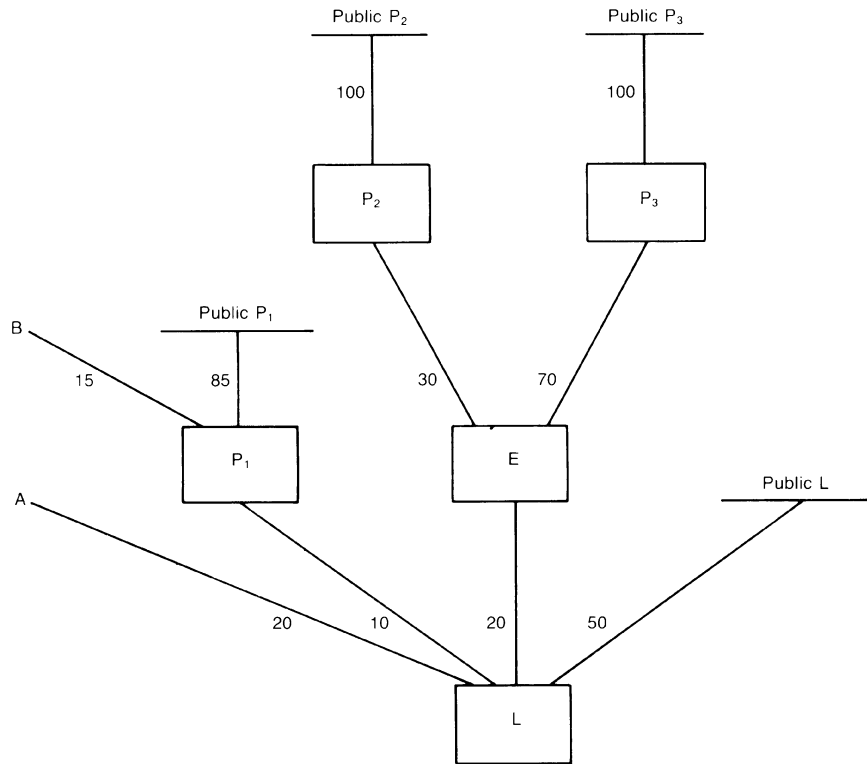 Public P₂
Public P₃
100
100
P₂
P₃
Public P₁
B
15
85
30
70
P₁
E
Public L
A
20
10
20
50
L